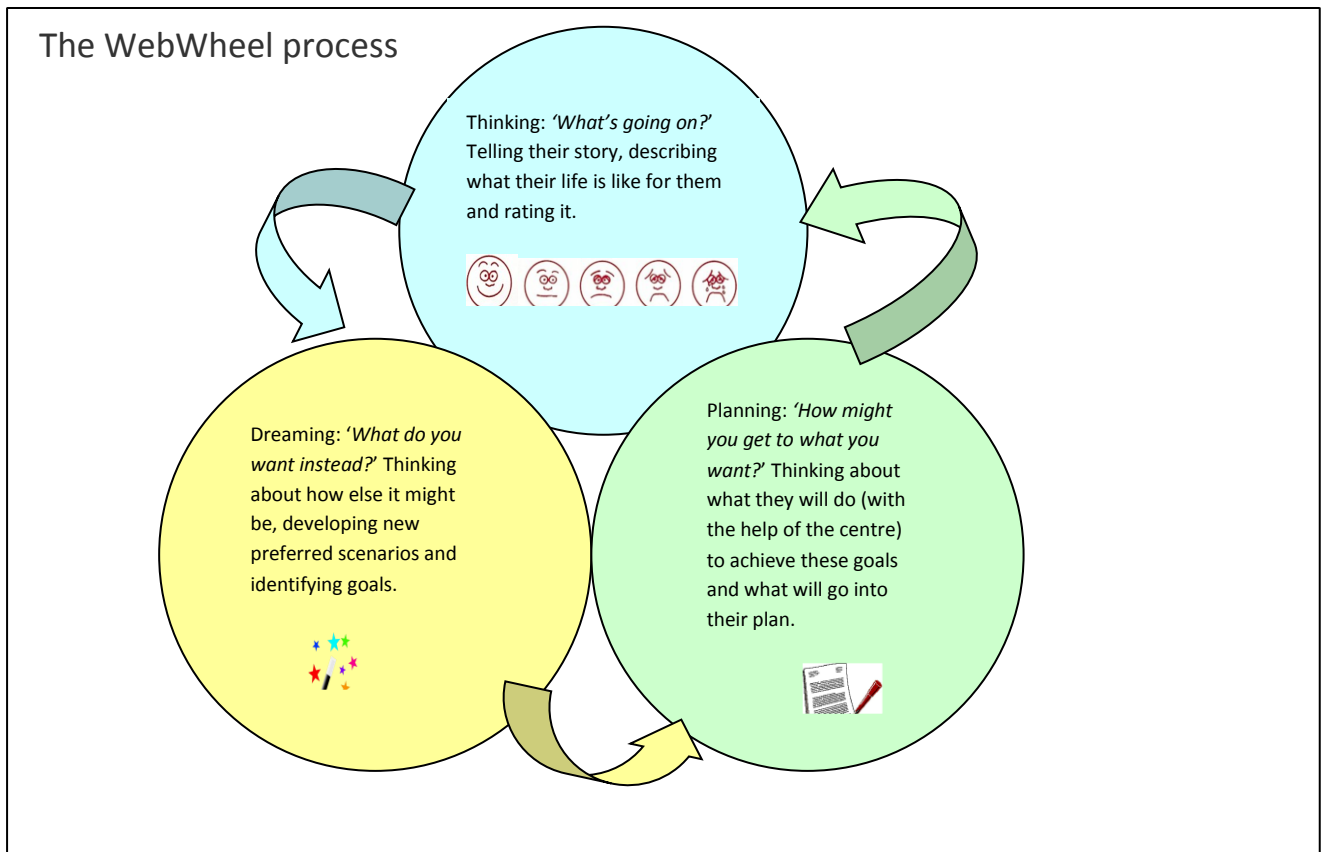 The WebWheel process
Thinking: ‘What’s going on?’
Telling their story, describing
what their life is like for them
and rating it.
Dreaming: ‘What do you
want instead?’ Thinking
about how else it might
be, developing new
preferred scenarios and
identifying goals.
Planning: ‘How might
you get to what you
want?’ Thinking about
what they will do (with
the help of the centre)
to achieve these goals
and what will go into
their plan.